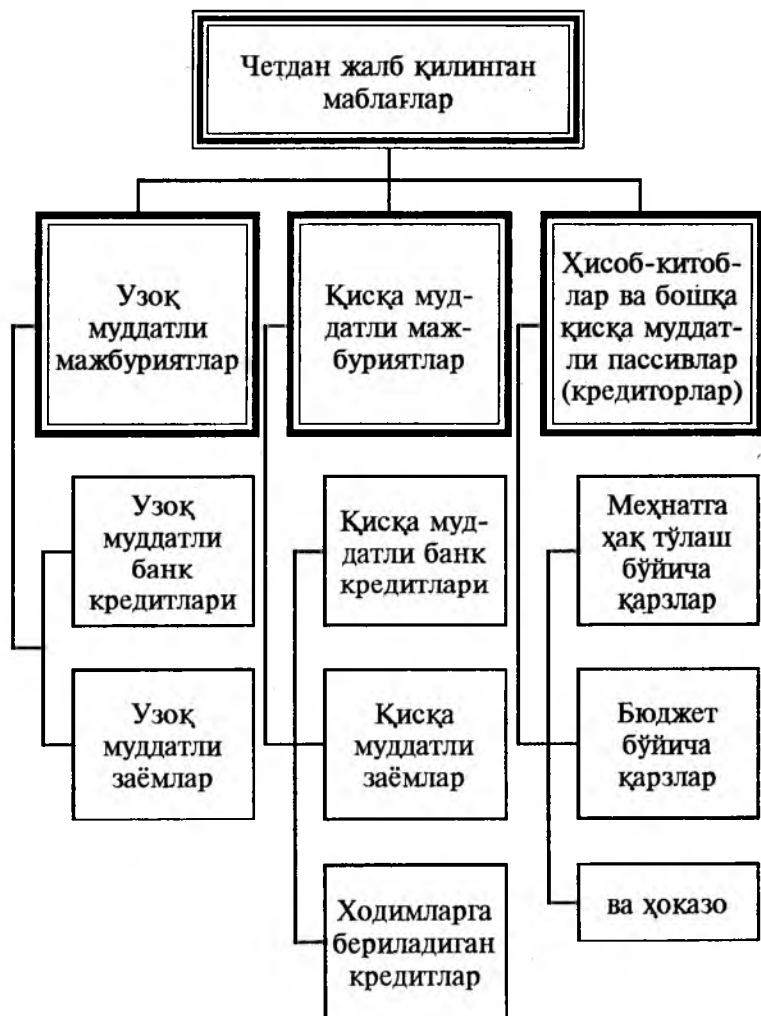 Четдан жалб қилинган
маблағлар
Узоқ
муддатли
мажбуриятлар
Қисқа муд-
датли маж-
буриятлар
Ҳисоб-китоб-
лар ва бошқа
қисқа муддат-
ли пассивлар
(кредиторлар)
Узоқ
муддатли
банк
кредитлари
Қисқа муд-
датли банк
кредитлари
Меҳнатга
ҳақ тўлаш
бўйича
қарзлар
Узоқ
муддатли
заёмлар
Қисқа
муддатли
заёмлар
Бюджет
бўйича
қарзлар
Ходимларга
бериладиган
кредитлар
ва ҳоказо